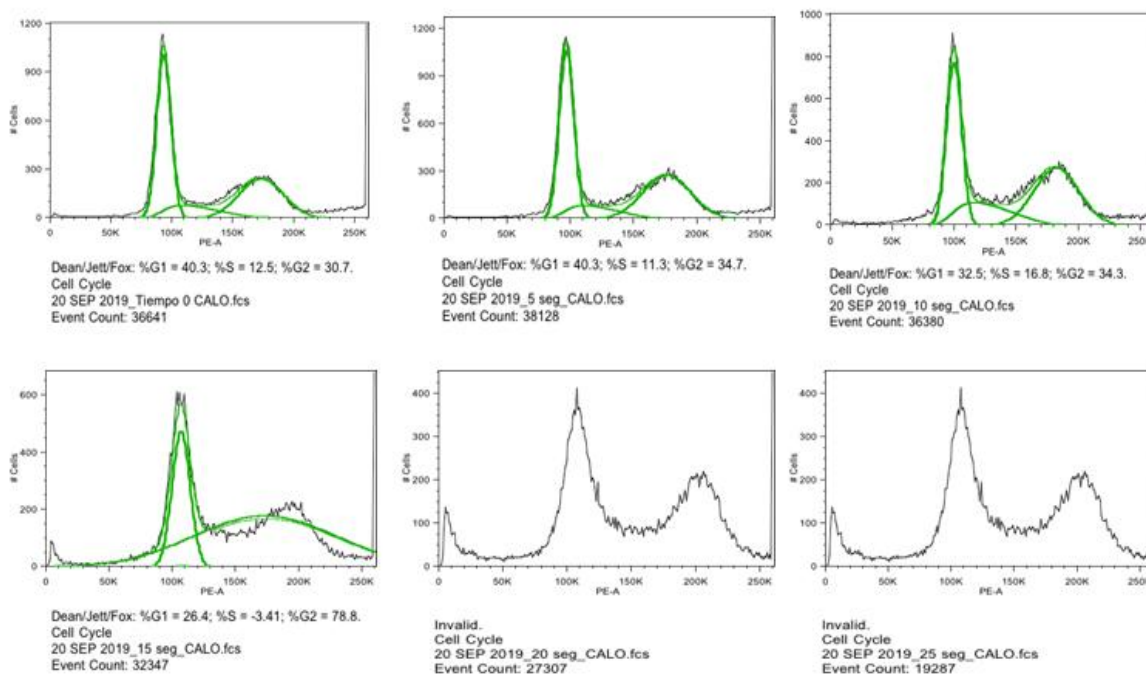 1200
900
600
300
0
# Cells
0 50K 100K 150K 200K 250K
PE-A
Dean/Jett/Fox: %G1 = 40.3; %S = 12.5; %G2 = 30.7.
Cell Cycle
20 SEP 2019_Tiempo 0 CALO.fcs
Event Count: 36641
1200
900
600
300
0
# Cells
0 50K 100K 150K 200K 250K
PE-A
Dean/Jett/Fox: %G1 = 40.3; %S = 11.3; %G2 = 34.7.
Cell Cycle
20 SEP 2019_5 seg_CALO.fcs
Event Count: 38128
1000
800
600
400
200
0
# Cells
0 50K 100K 150K 200K 250K
PE-A
Dean/Jett/Fox: %G1 = 32.5; %S = 16.8; %G2 = 34.3.
Cell Cycle
20 SEP 2019_10 seg_CALO.fcs
Event Count: 36380
600
400
200
0
# Cells
0 50K 100K 150K 200K 250K
PE-A
Dean/Jett/Fox: %G1 = 26.4; %S = -3.41; %G2 = 78.8.
Cell Cycle
20 SEP 2019_15 seg_CALO.fcs
Event Count: 32347
400
300
200
100
0
# Cells
0 50K 100K 150K 200K 250K
PE-A
Invalid.
Cell Cycle
20 SEP 2019_20 seg_CALO.fcs
Event Count: 27307
400
300
200
100
0
# Cells
0 50K 100K 150K 200K 250K
PE-A
Invalid.
Cell Cycle
20 SEP 2019_25 seg_CALO.fcs
Event Count: 19287